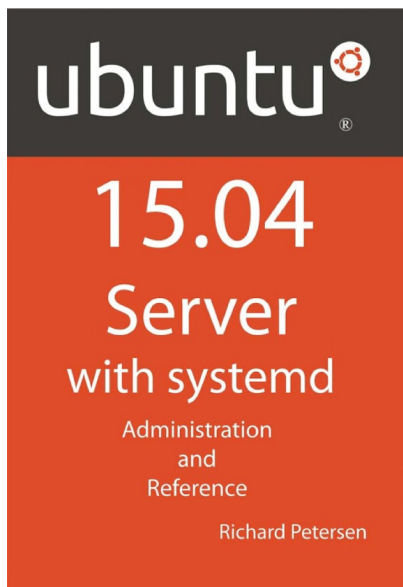 ubuntu®
15.04
Server
with systemd
Administration
and
Reference
Richard Petersen